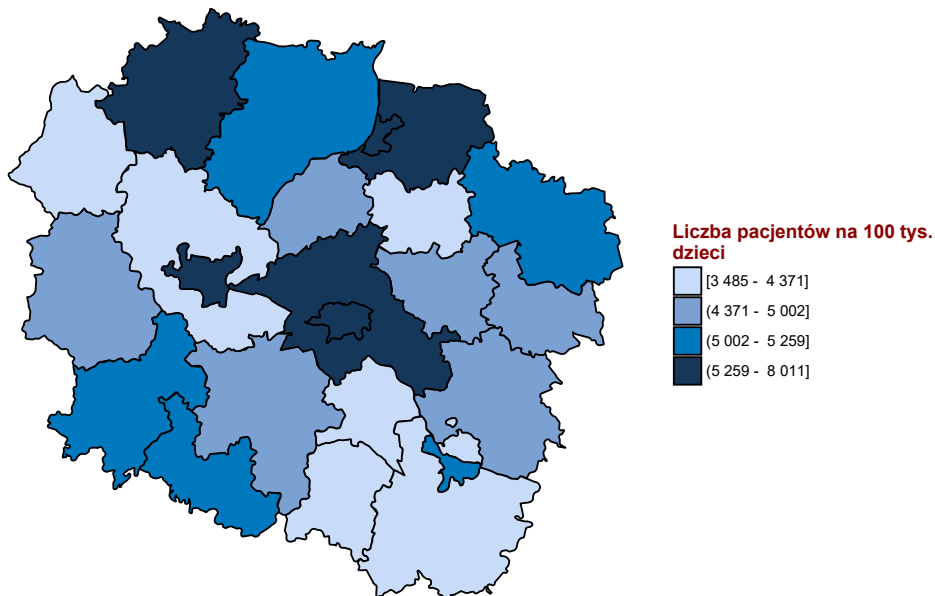 Liczba pacjentów na 100 tys.
dzieci
[3 485 - 4 371]
(4 371 - 5 002]
(5 002 - 5 259]
(5 259 - 8 011]